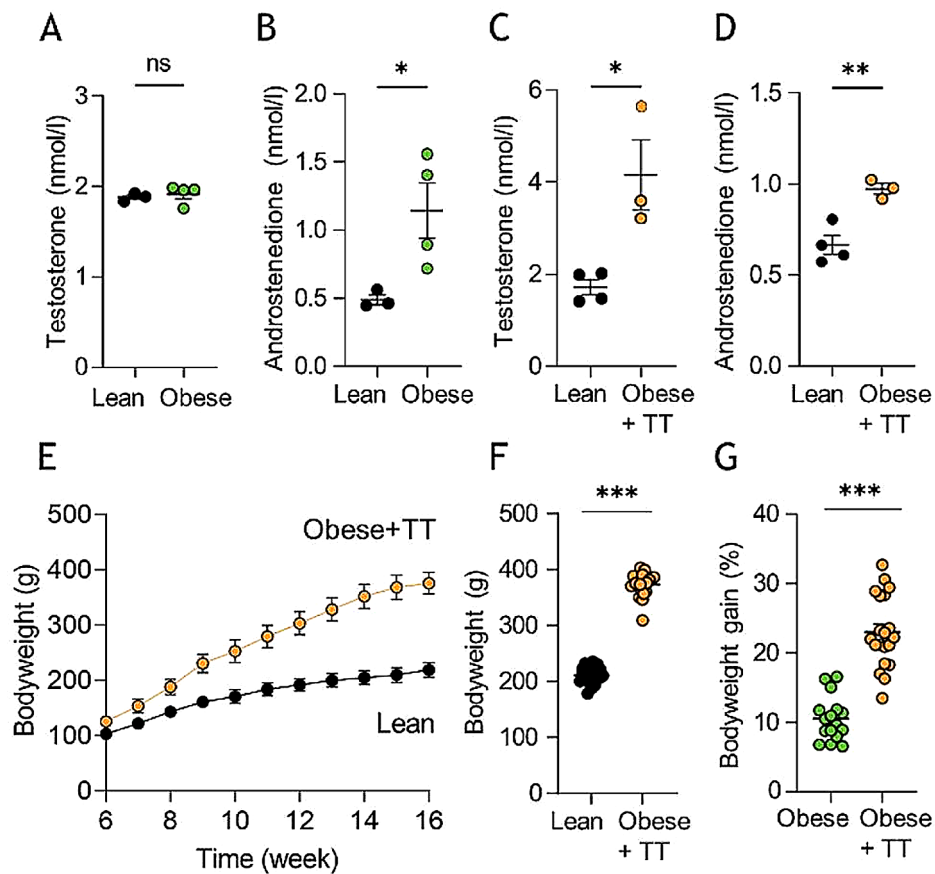 A
B
C
D
ns
*
*
**
Testosterone (nmol/l)
3
2
1
0
Lean Obese
Androstenedione (nmol/l)
2.0
1.5
1.0
0.5
0.0
Lean Obese
Testosterone (nmol/l)
6
4
2
0
Lean Obese
+ TT
Androstenedione (nmol/l)
1.5
1.0
0.5
0.0
Lean Obese
+ TT
E
Bodyweight (g)
500
400
300
200
100
0
Obese+TT
Lean
6 8 10 12 14 16
Time (week)
F
***
Bodyweight (g)
500
400
300
200
100
0
Lean Obese
+ TT
G
***
Bodyweight gain (%)
40
30
20
10
0
Obese Obese
+ TT